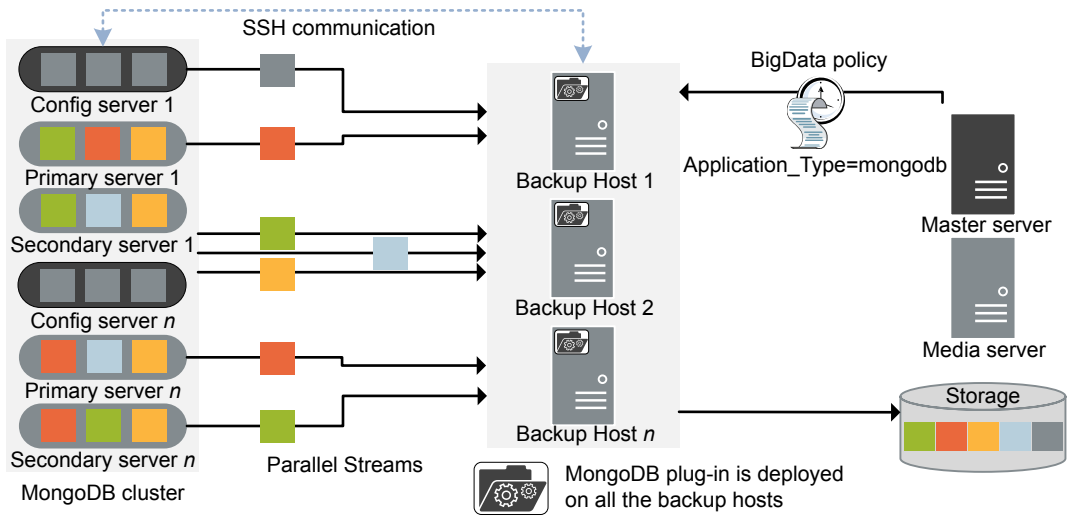 SSH communication
Config server 1
Primary server 1
Secondary server 1
Config server n
Primary server n
Secondary server n
MongoDB cluster
Parallel Streams
Backup Host 1
Backup Host 2
Backup Host n
BigData policy
Application_Type=mongodb
Master server
Media server
Storage
MongoDB plug-in is deployed
on all the backup hosts